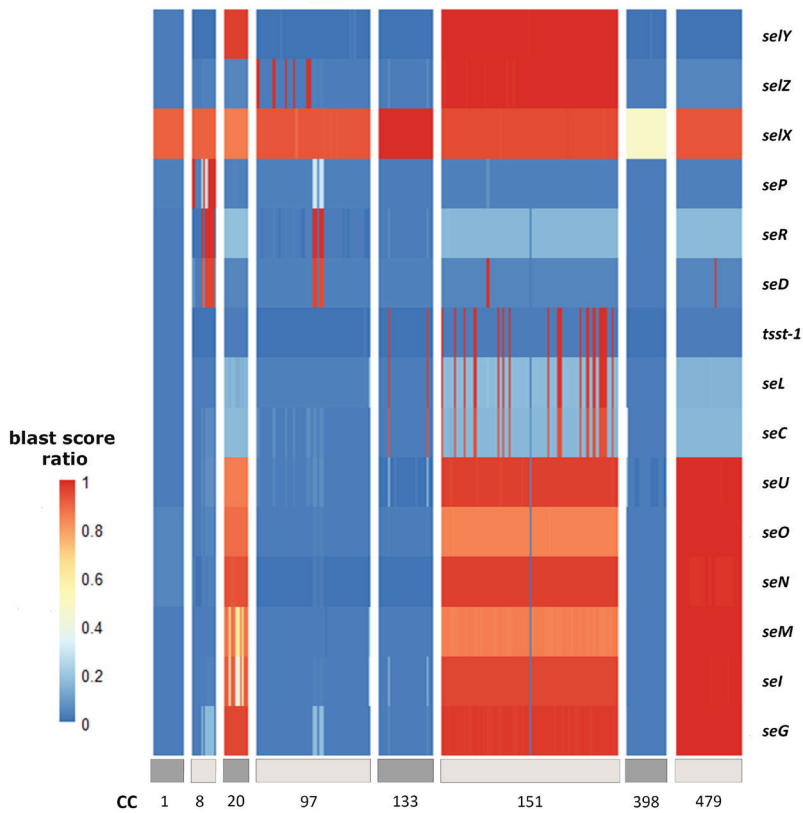 selY
selZ
selX
seP
seR
seD
tsst-1
seL
seC
blast score
ratio
seU
1
seO
0.8
seN
0.6
seM
0.4
seI
0.2
seG
0
CC 1 8 20 97 133 151 398 479